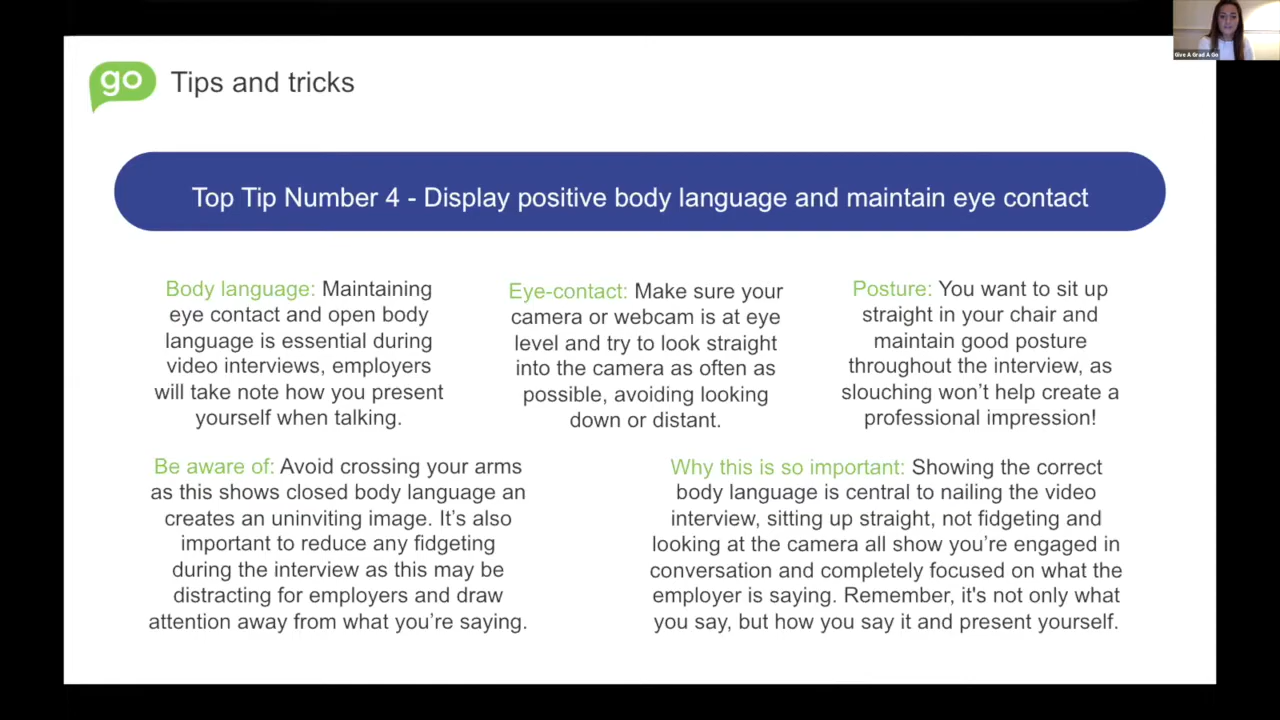 go
Tips and tricks
Give A Grad A Go
Top Tip Number 4 - Display positive body language and maintain eye contact
Body language: Maintaining
eye contact and open body
language is essential during
video interviews, employers
will take note how you present
yourself when talking.
Eye-contact: Make sure your
camera or webcam is at eye
level and try to look straight
into the camera as often as
possible, avoiding looking
down or distant.
Posture: You want to sit up
straight in your chair and
maintain good posture
throughout the interview, as
slouching won’t help create a
professional impression!
Be aware of: Avoid crossing your arms
as this shows closed body language an
creates an uninviting image. It’s also
important to reduce any fidgeting
during the interview as this may be
distracting for employers and draw
attention away from what you’re saying.
Why this is so important: Showing the correct
body language is central to nailing the video
interview, sitting up straight, not fidgeting and
looking at the camera all show you’re engaged in
conversation and completely focused on what the
employer is saying. Remember, it's not only what
you say, but how you say it and present yourself.